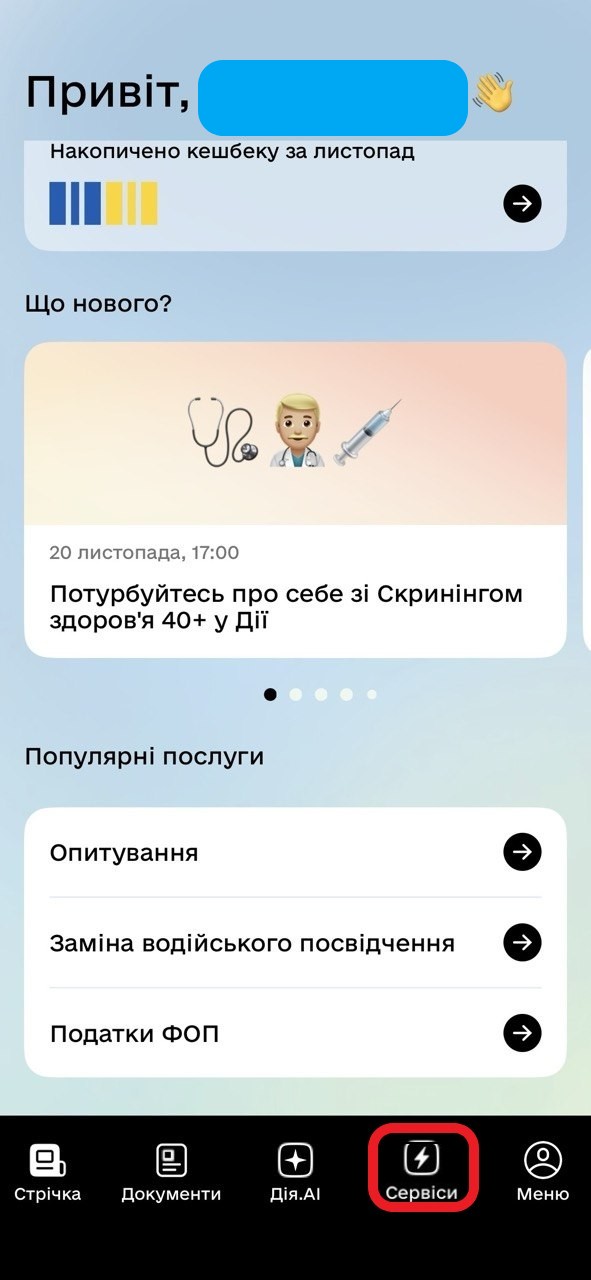 Привіт,
Накопичено кешбеку за листопад
Що нового?
20 листопада, 17:00
Потурбуйтесь про себе зі Скринінгом
здоров'я 40+ у Дії
Популярні послуги
Опитування
Заміна водійського посвідчення
Податки ФОП
Стрічка Документи Дія.АІ Сервіси Меню